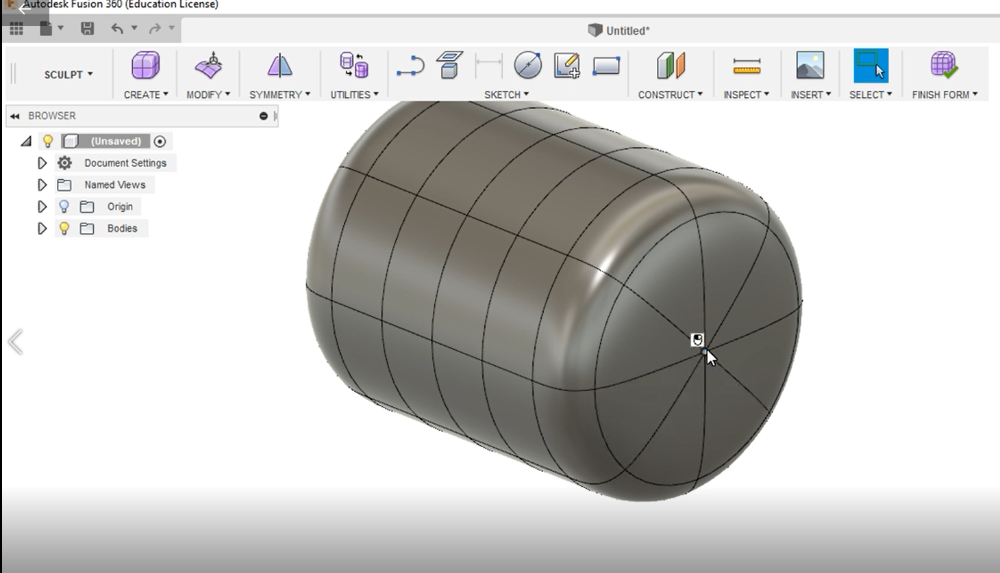 Autodesk Fusion 360 (Education License)
Untitled*
SCULPT
CREATE
MODIFY
SYMMETRY
UTILITIES
SKETCH
CONSTRUCT
INSPECT
INSERT
SELECT
FINISH FORM
BROWSER
(Unsaved)
Document Settings
Named Views
Origin
Bodies